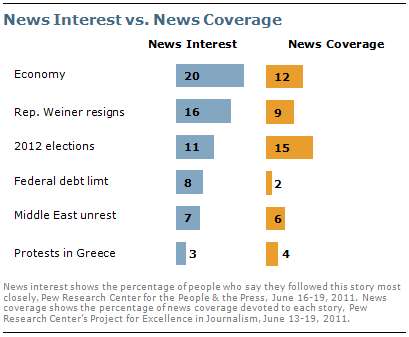 News Interest vs. News Coverage
News Interest News Coverage
Economy 20 12
Rep. Weiner resigns 16 9
2012 elections 11 15
Federal debt limt 8 2
Middle East unrest 7 6
Protests in Greece 3 4
News interest shows the percentage of people who say they followed this story most
closely, Pew Research Center for the People & the Press, June 16-19, 2011. News
coverage shows the percentage of news coverage devoted to each story, Pew
Research Center's Project for Excellence in Journalism, June 13-19, 2011.